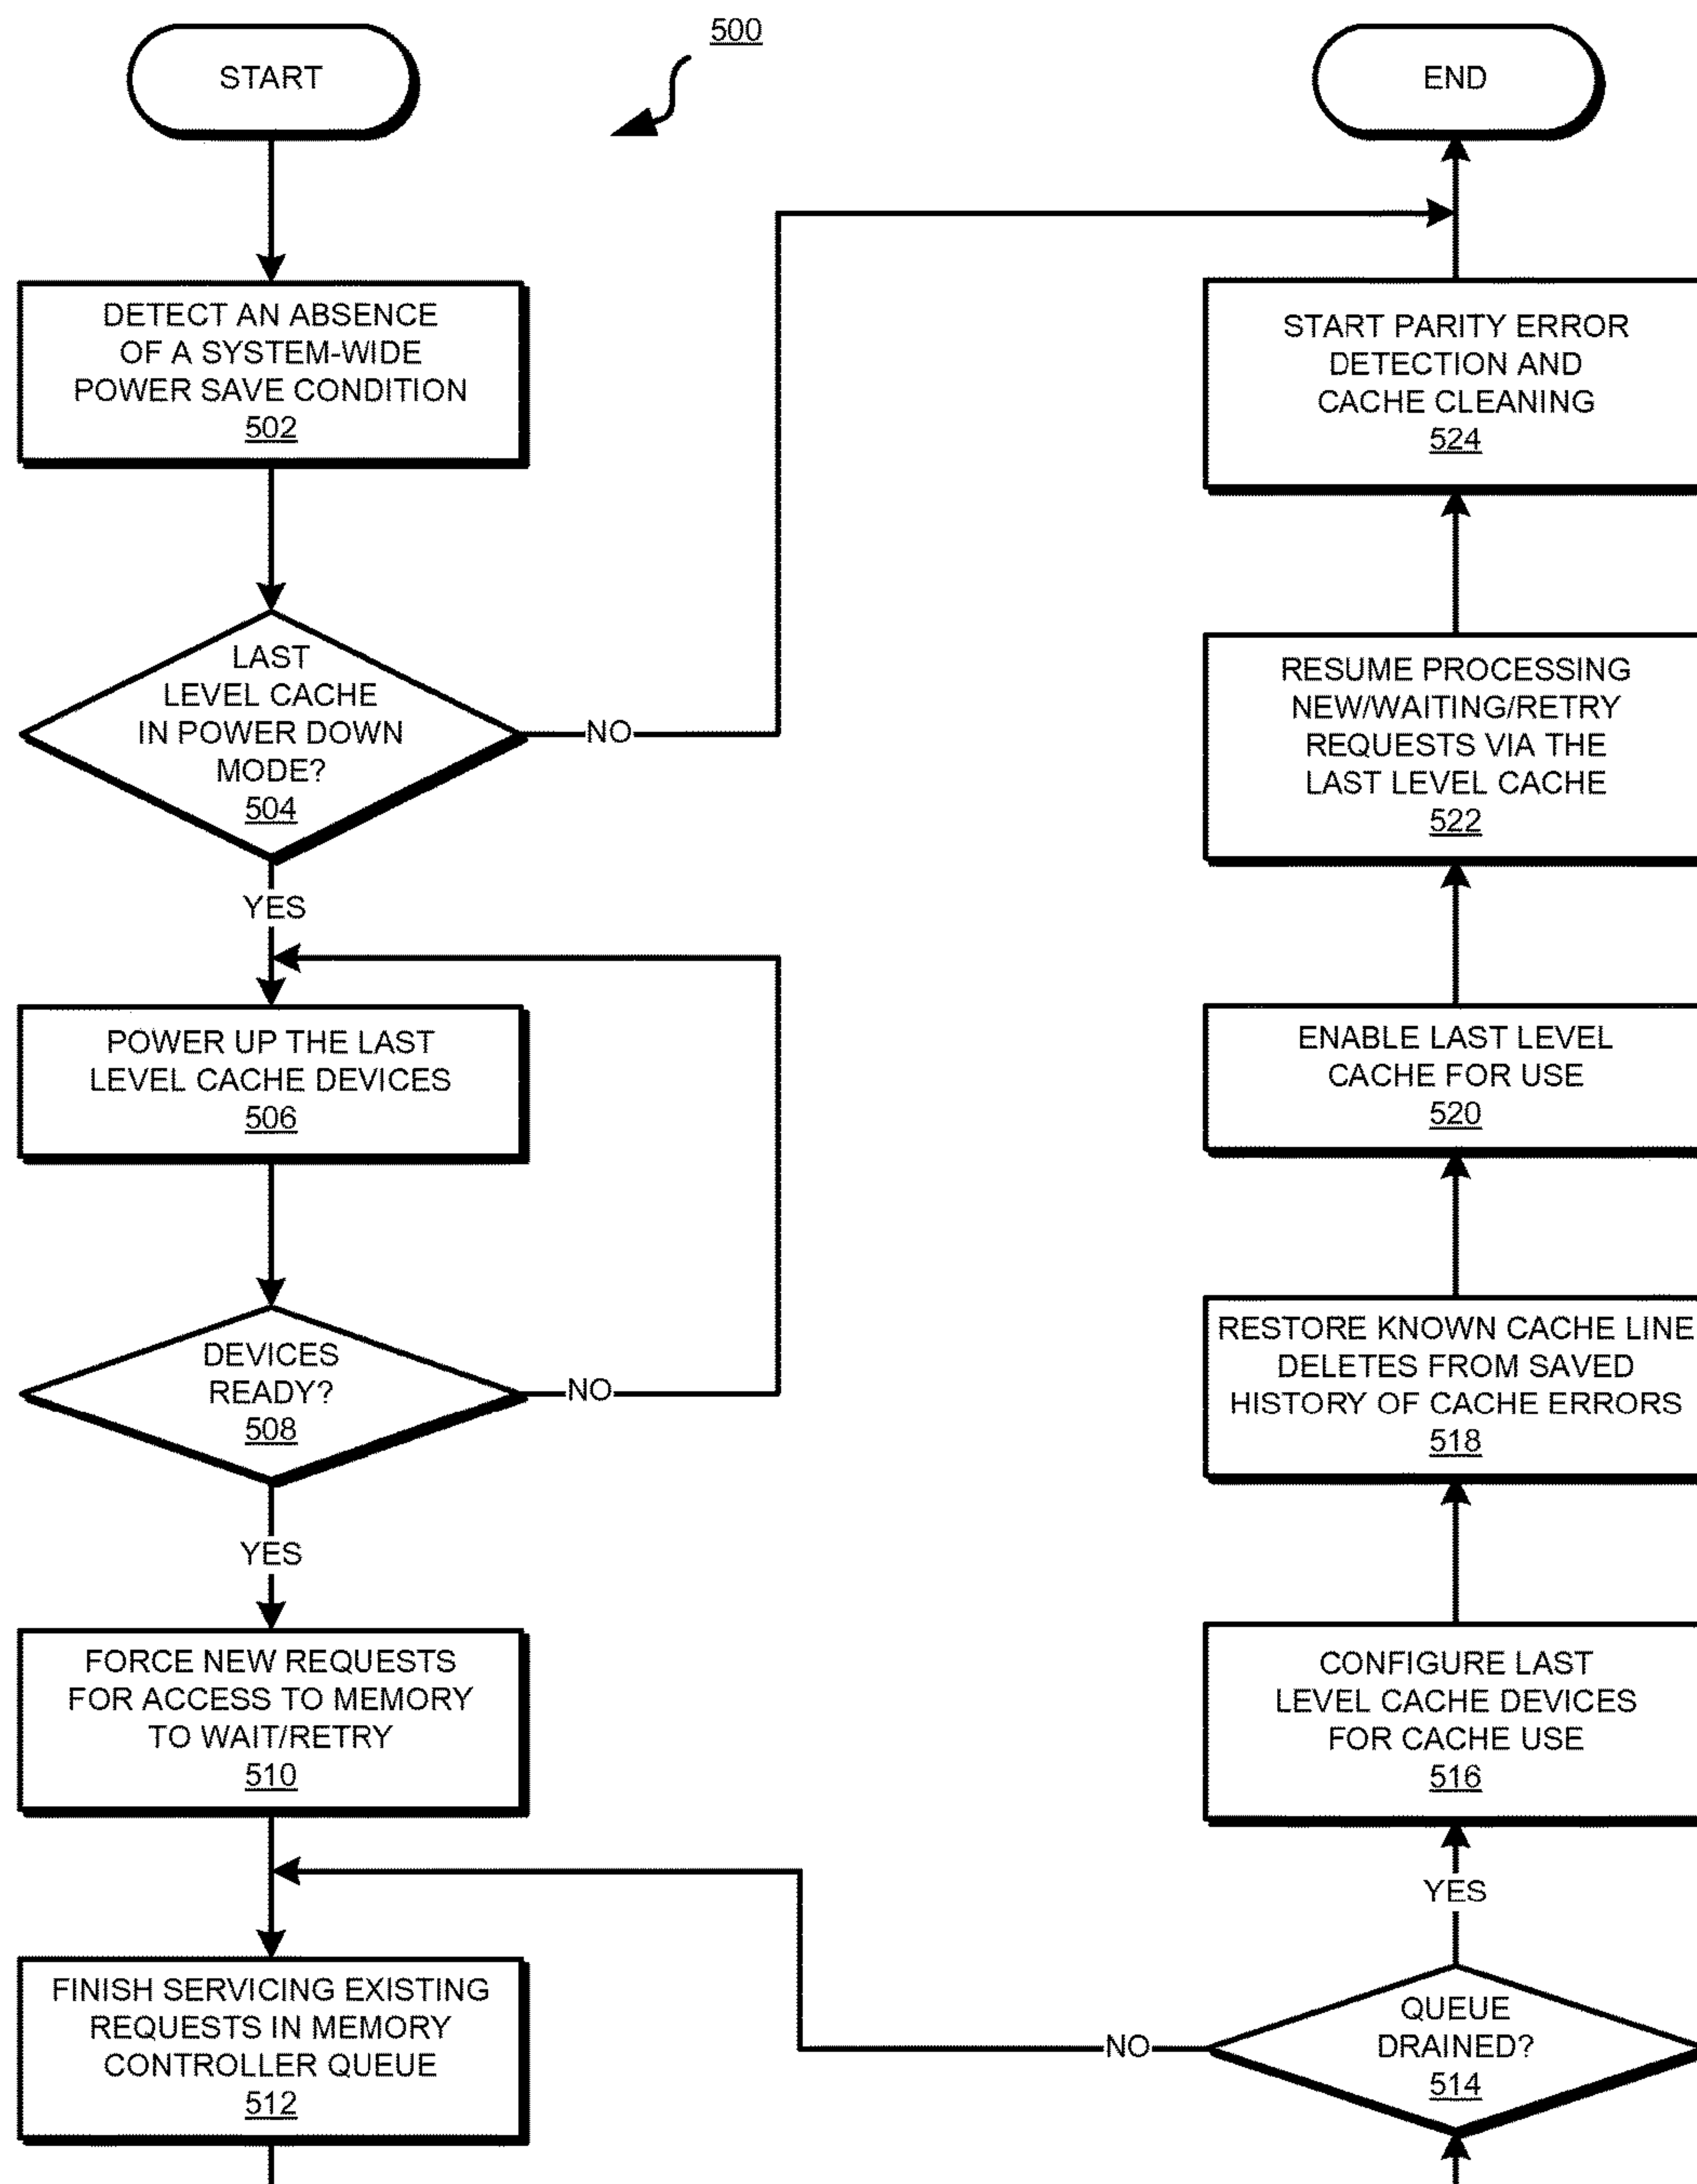 500
START
DETECT AN ABSENCE
OF A SYSTEM-WIDE
POWER SAVE CONDITION
502
LAST
LEVEL CACHE
IN POWER DOWN
MODE?
504
NO
YES
POWER UP THE LAST
LEVEL CACHE DEVICES
506
DEVICES
READY?
508
NO
YES
FORCE NEW REQUESTS
FOR ACCESS TO MEMORY
TO WAIT/RETRY
510
FINISH SERVICING EXISTING
REQUESTS IN MEMORY
CONTROLLER QUEUE
512
QUEUE
DRAINED?
514
NO
YES
CONFIGURE LAST
LEVEL CACHE DEVICES
FOR CACHE USE
516
RESTORE KNOWN CACHE LINE
DELETES FROM SAVED
HISTORY OF CACHE ERRORS
518
ENABLE LAST LEVEL
CACHE FOR USE
520
RESUME PROCESSING
NEW/WAITING/RETRY
REQUESTS VIA THE
LAST LEVEL CACHE
522
START PARITY ERROR
DETECTION AND
CACHE CLEANING
524
END